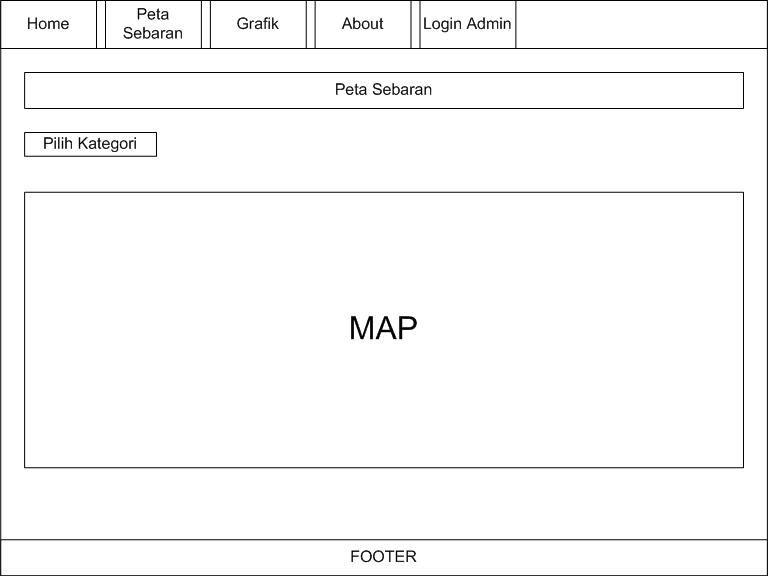 Home
Peta
Sebaran
Grafik
About
Login Admin
Peta Sebaran
Pilih Kategori
MAP
FOOTER